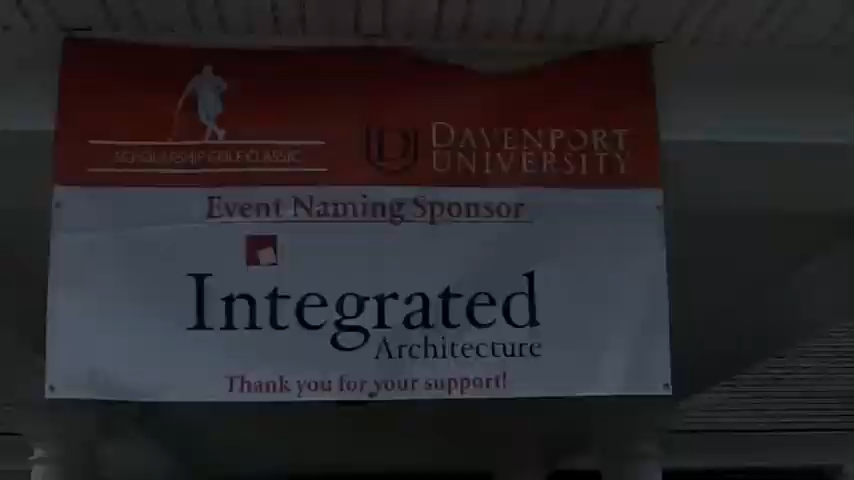 SCHOLARSHIP GOLF CLASSIC
DAVENPORT
UNIVERSITY
Event Naming Sponsor
Integrated
Architecture
Thank you for your support!